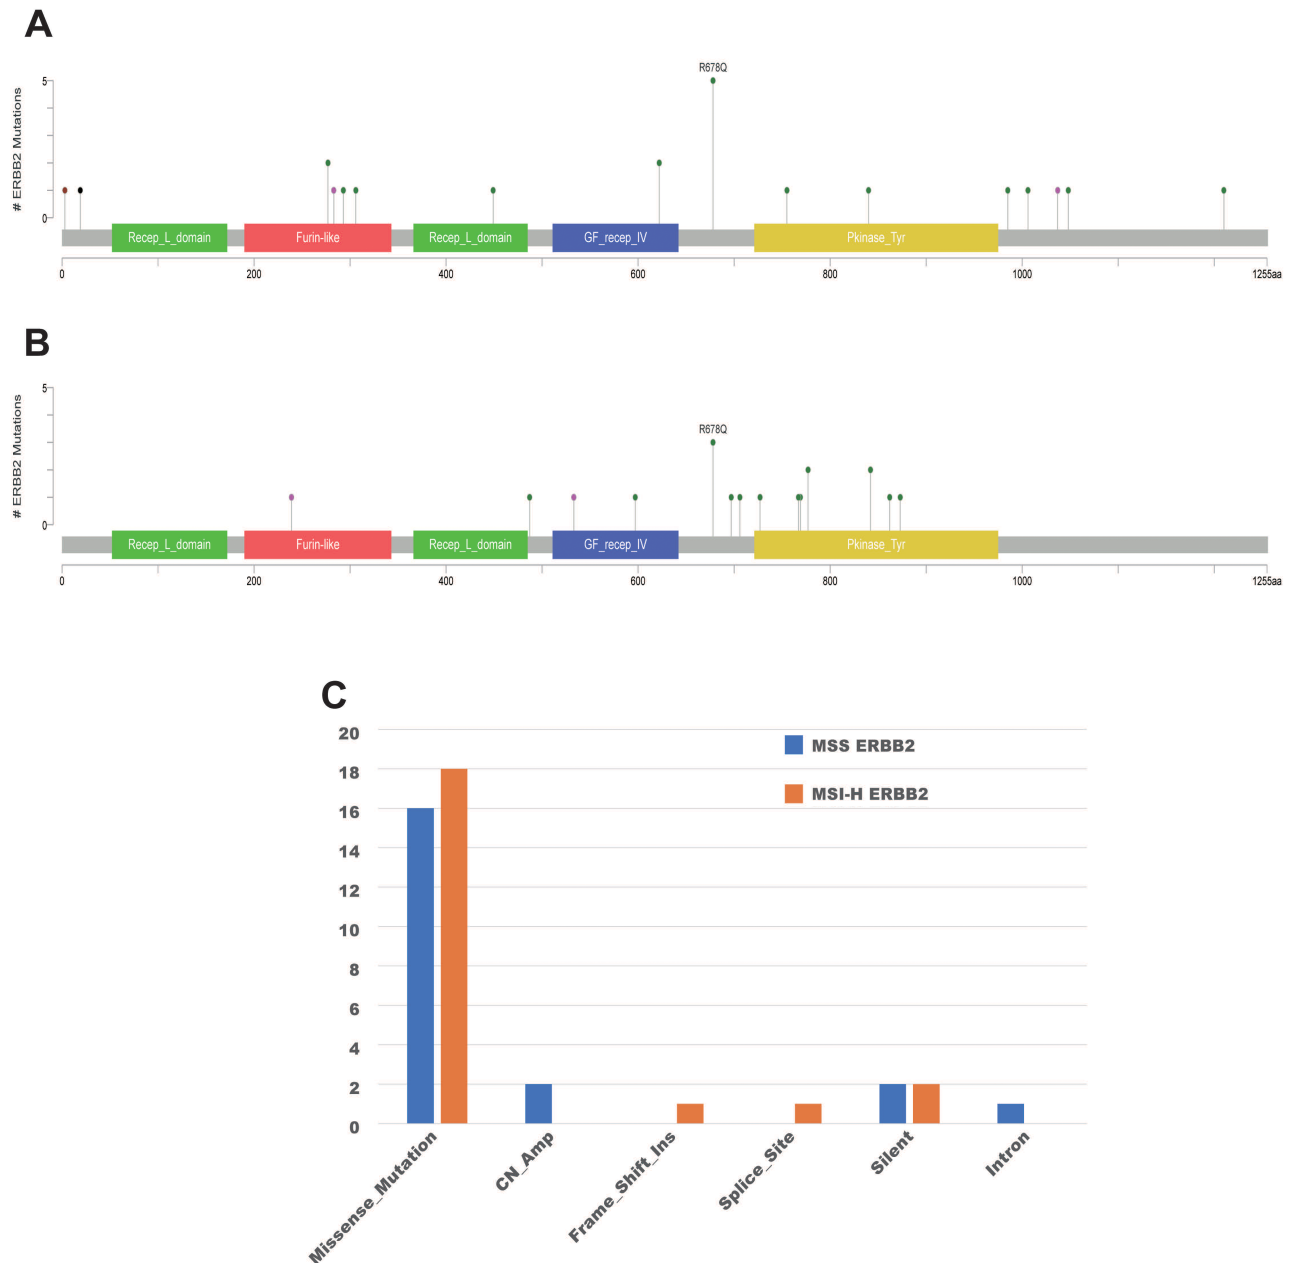 A
# ERBB2 Mutations
5
0
R678Q
Recep_L_domain Furin-like Recep_L_domain GF_recep_IV Pkinase_Tyr
0 200 400 600 800 1000 1255aa
B
# ERBB2 Mutations
5
0
R678Q
Recep_L_domain Furin-like Recep_L_domain GF_recep_IV Pkinase_Tyr
0 200 400 600 800 1000 1255aa
C
20
18
16
14
12
10
8
6
4
2
0
MSS ERBB2
MSI-H ERBB2
Missense_Mutation
CN_Amp
Frame_Shift_Ins
Splice_Site
Silent
Intron